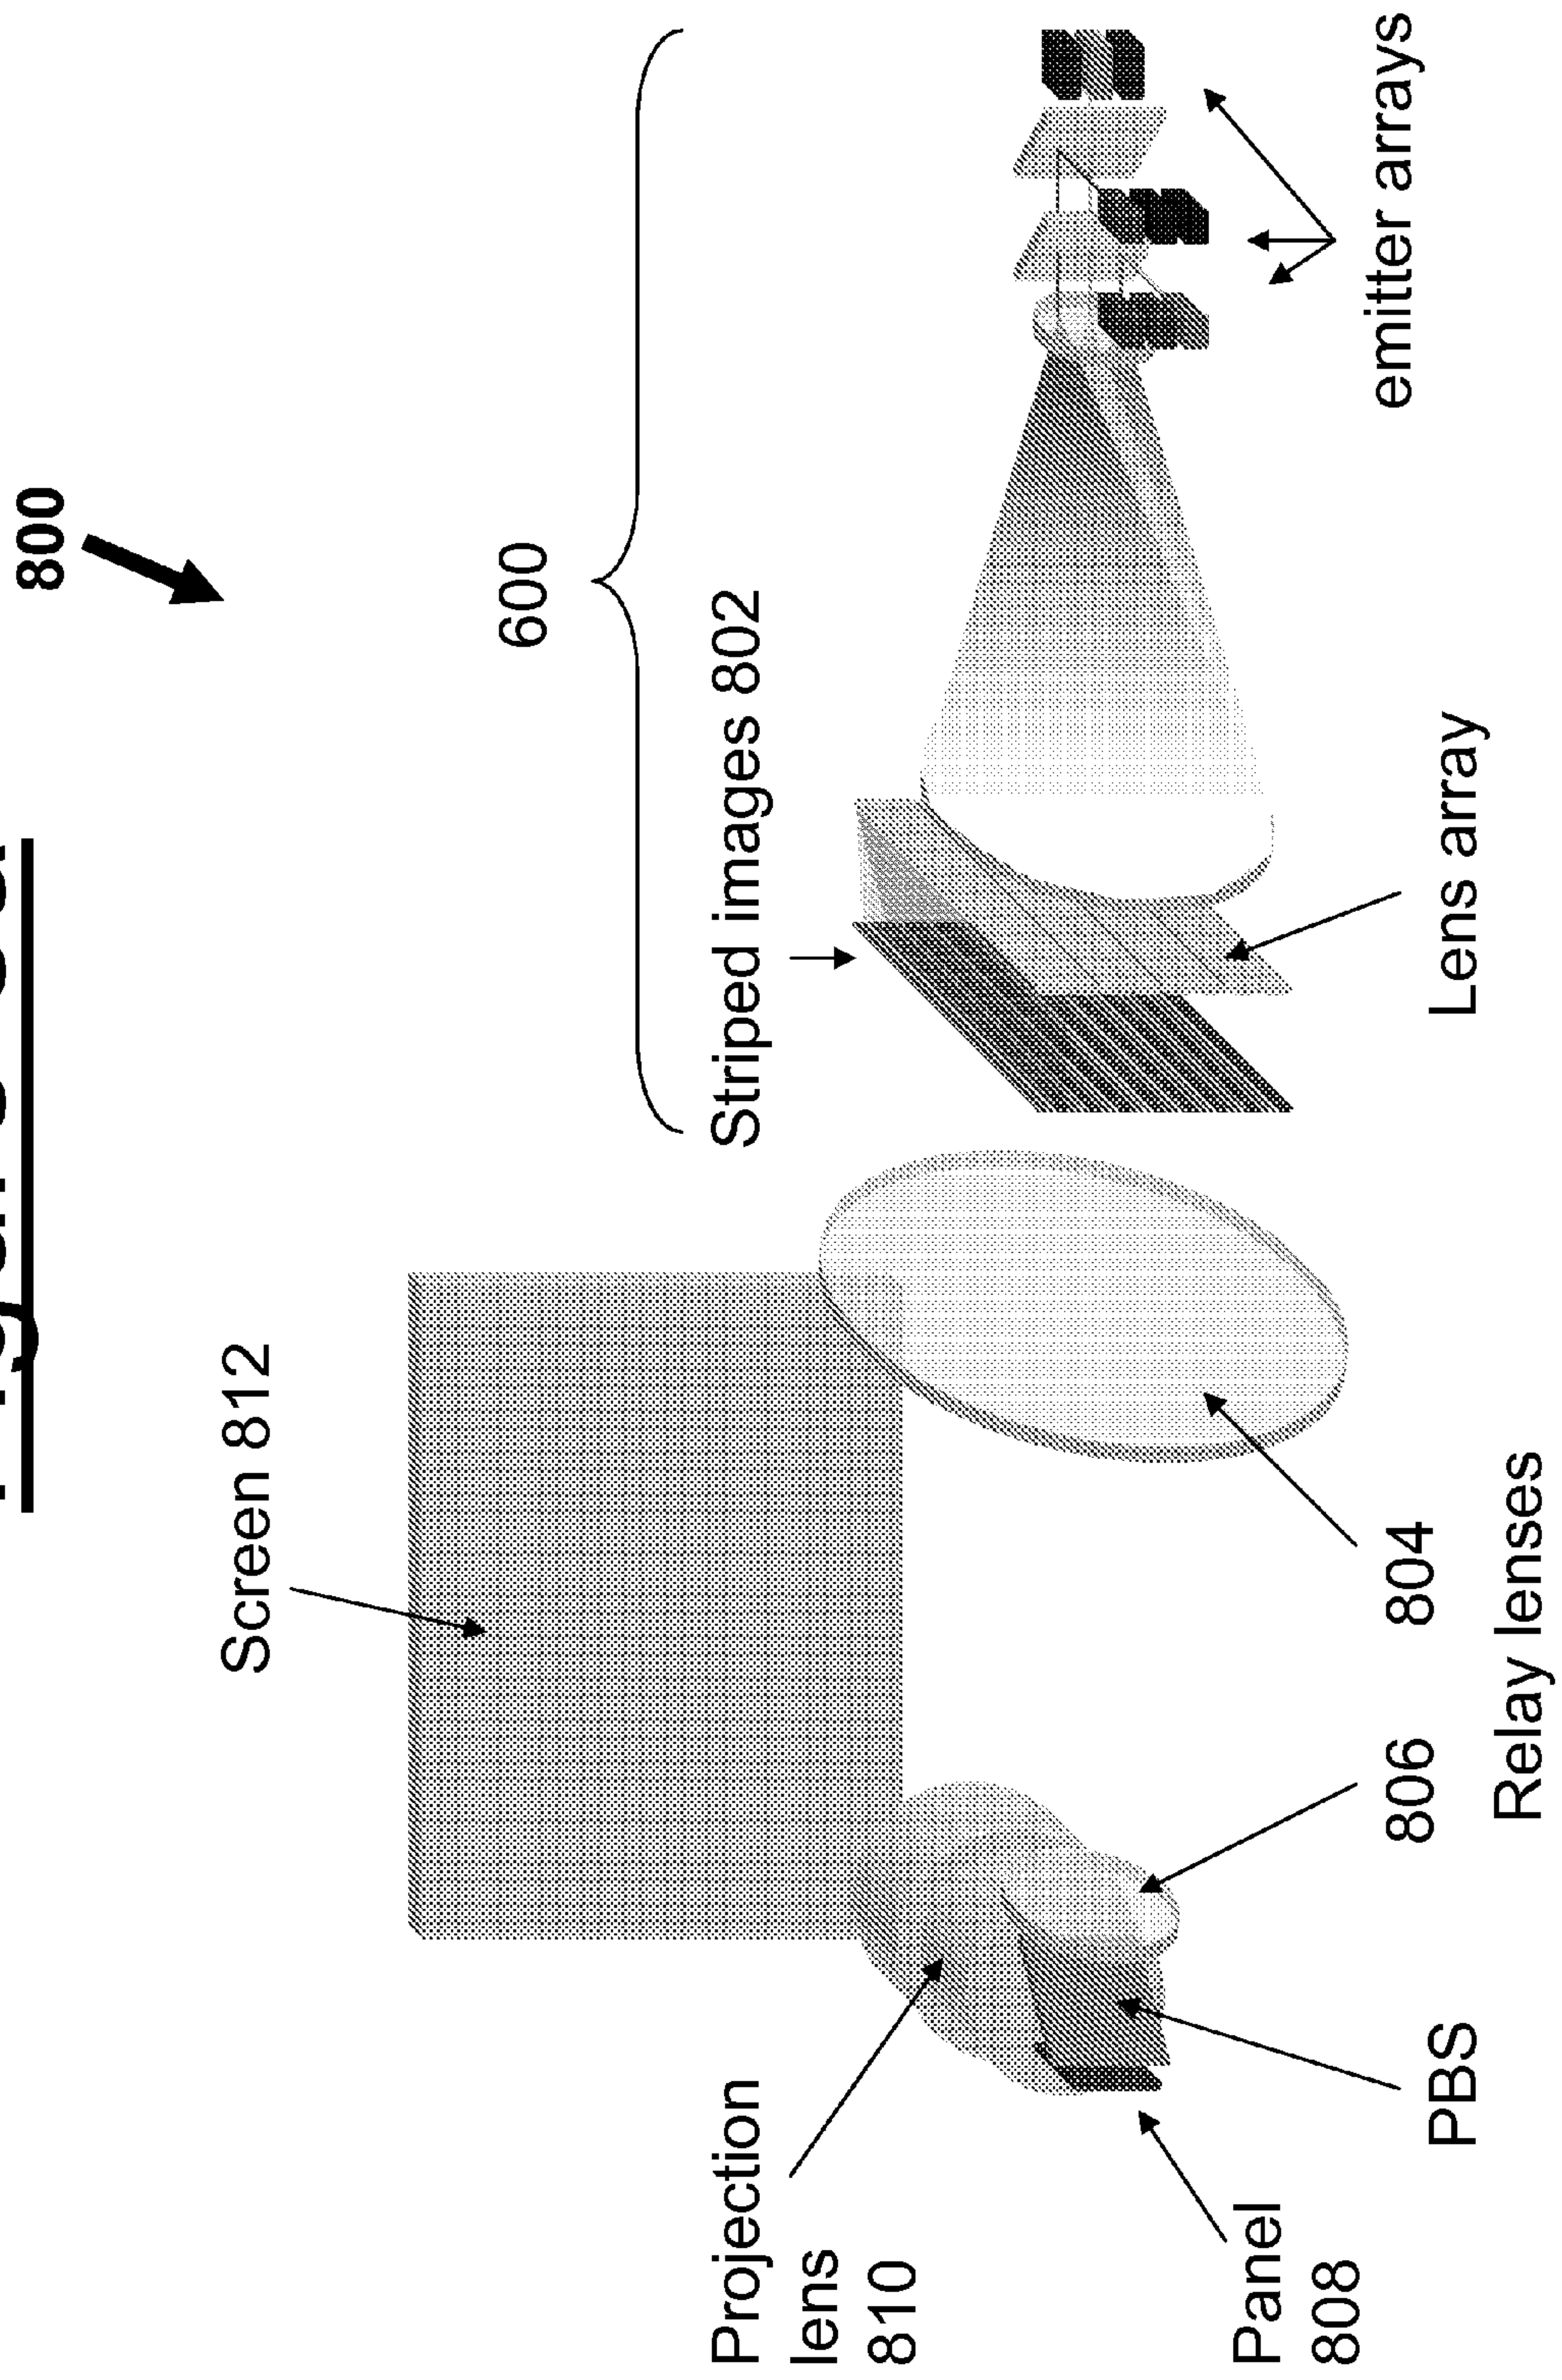 800
Screen 812
600
Striped images 802
Projection
lens
810
Panel
808
PBS
806
804
Relay lenses
Lens array
emitter arrays